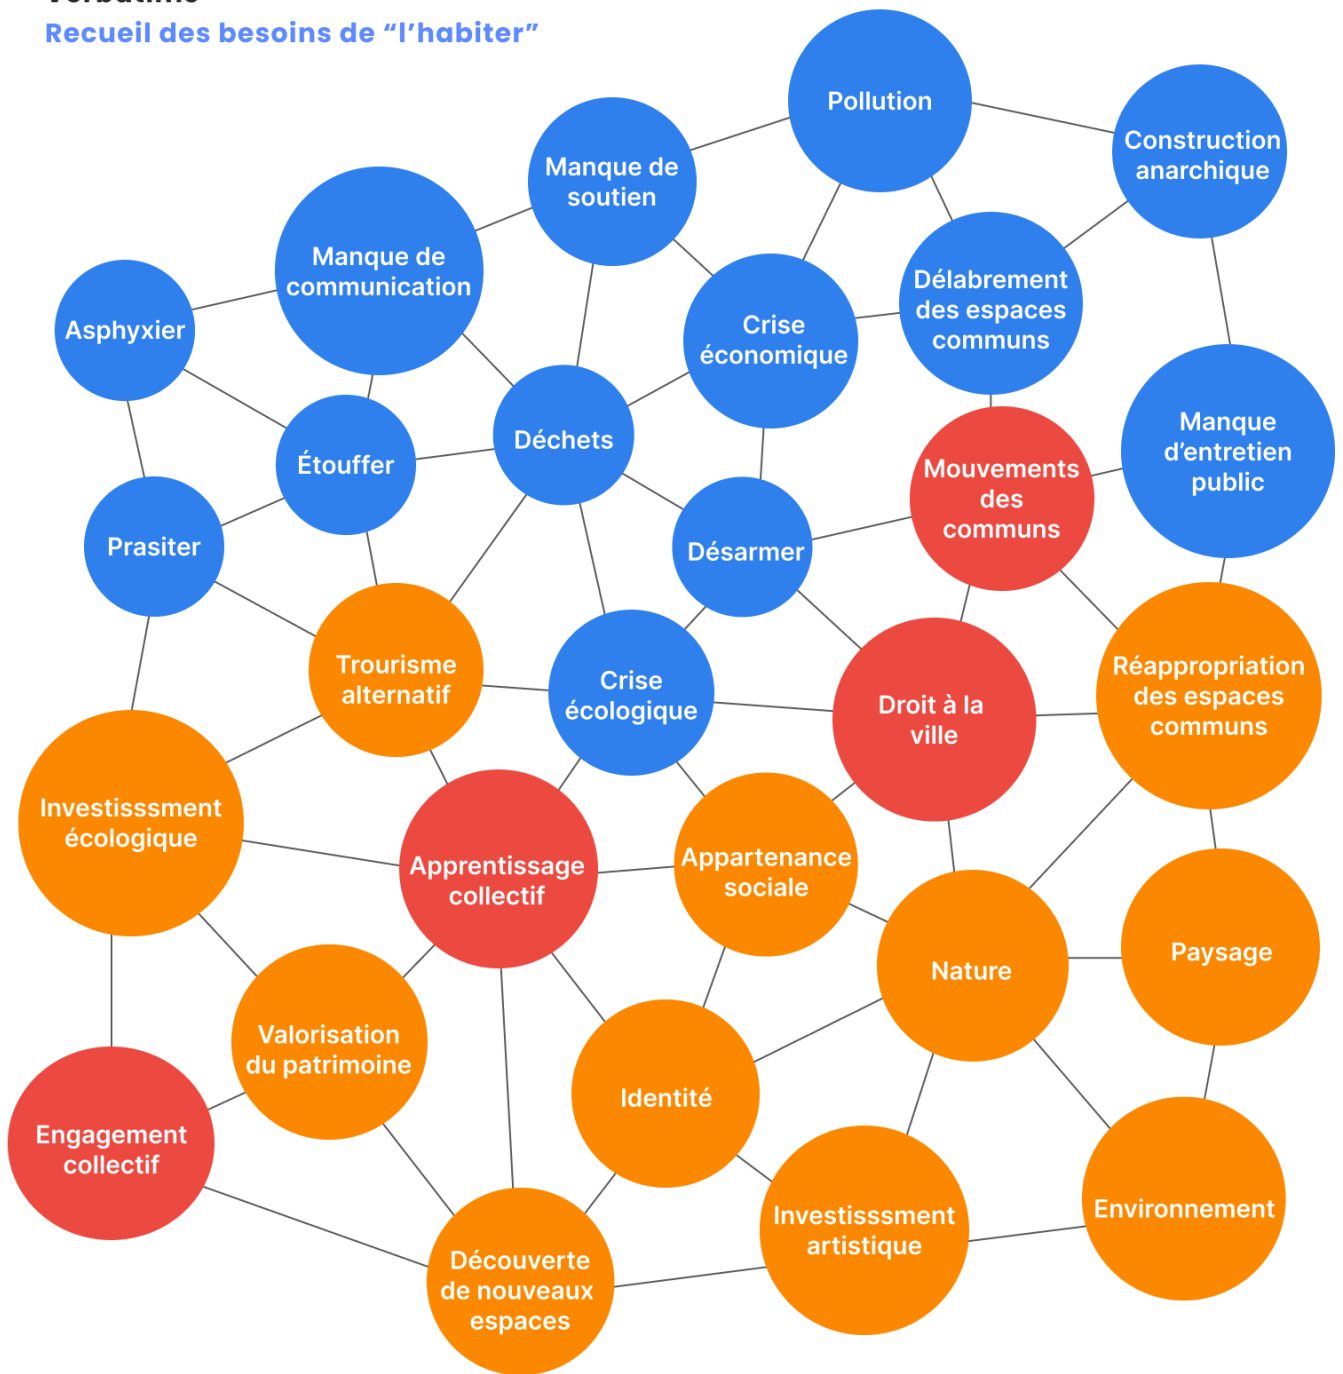 Verbatims
Recueil des besoins de “l’habiter”
Pollution
Construction
anarchique
Manque de
soutien
Manque de
communication
Délabrement
des espaces
communs
Crise
économique
Asphyxier
Manque
d’entretien
public
Déchets
Étouffer
Mouvements
des
communs
Prasiter
Désarmer
Trourisme
alternatif
Crise
écologique
Droit à la
ville
Réappropriation
des espaces
communs
Investisssment
écologique
Apprentissage
collectif
Appartenance
sociale
Nature
Paysage
Valorisation
du patrimoine
Identité
Engagement
collectif
Investisssment
artistique
Environnement
Découverte
de nouveaux
espaces